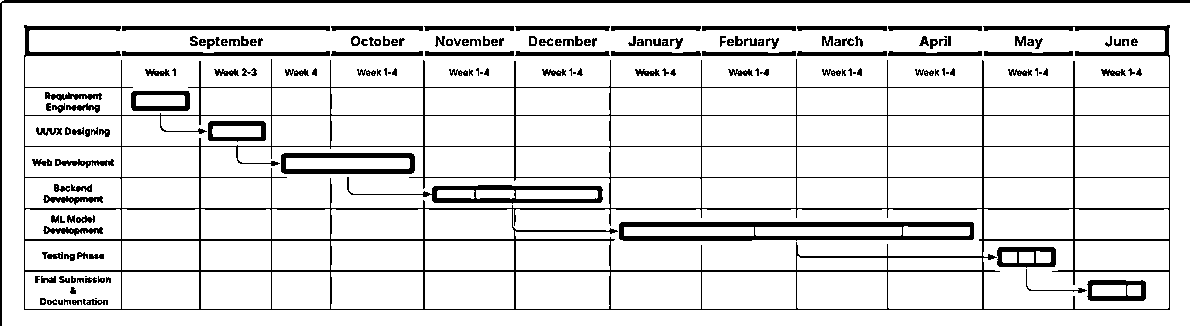 September October November December January February March April May June
Week 1 Week 2-3 Week 4 Week 1-4 Week 1-4 Week 1-4 Week 1-4 Week 1-4 Week 1-4 Week 1-4 Week 1-4 Week 1-4
Requirement
Engineering
UI/UX Designing
Web Development
Backend
Development
ML Model
Development
Testing Phase
Final Submission
&
Documentation